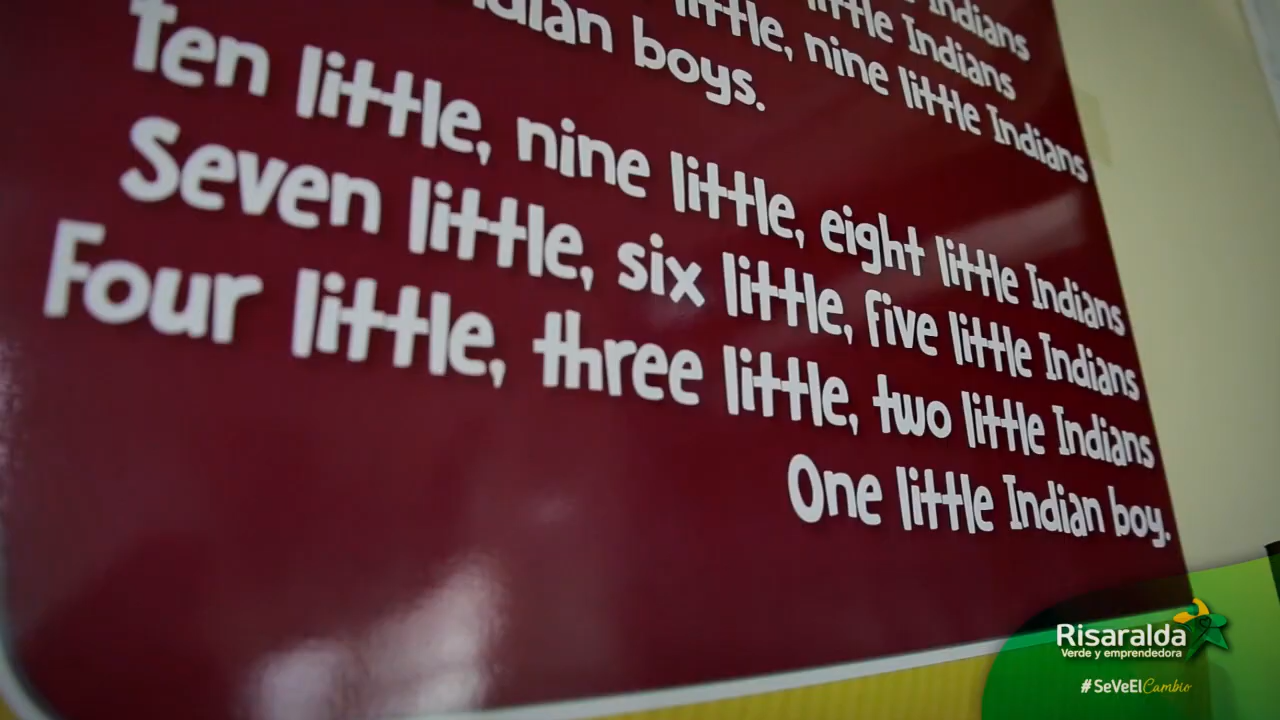 Indians
little Indians
little, nine little Indians
Indian boys.
Ten little, nine little, eight little Indians
Seven little, six little, five little Indians
Four little, three little, two little Indians
One little Indian boy.
Risaralda
Verde y emprendedora
#SeVeElCambio